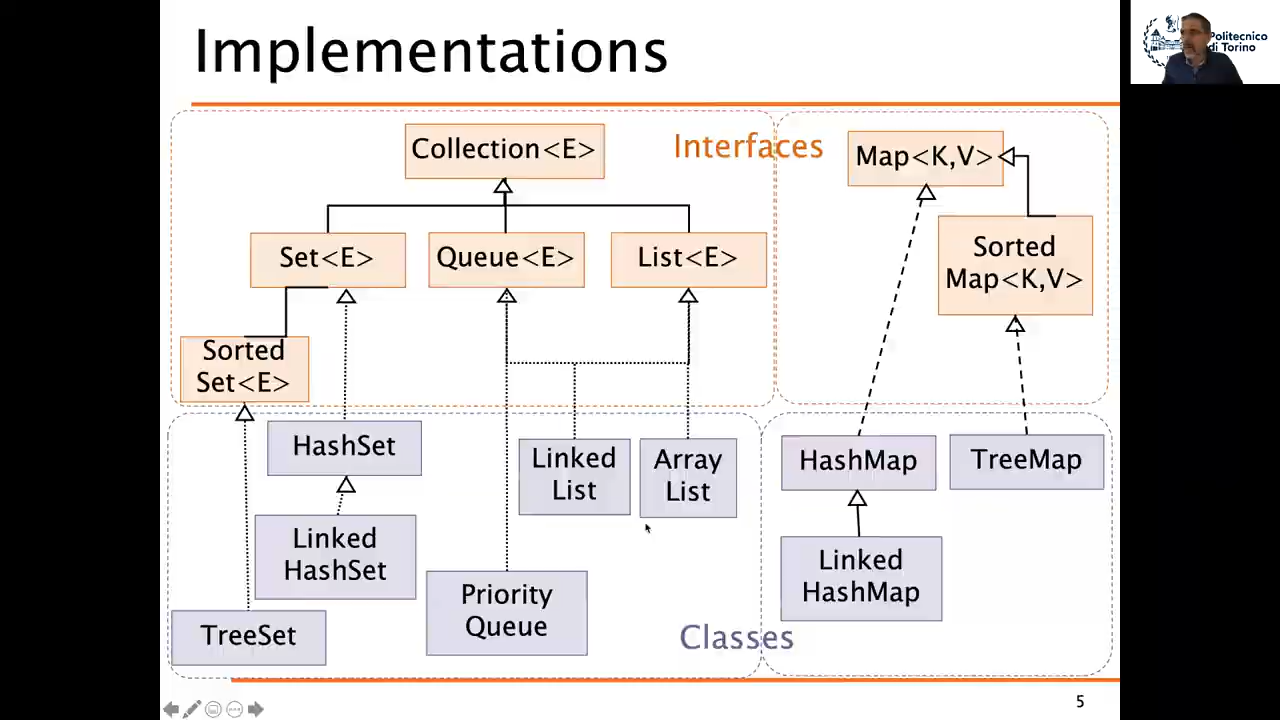 Implementations
Politecnico
di Torino
Collection<E>
Interfaces
Map<K,V>
Set<E>
Queue<E>
List<E>
Sorted
Map<K,V>
Sorted
Set<E>
HashSet
Linked
List
Array
List
HashMap
TreeMap
Linked
HashSet
Linked
HashMap
Priority
Queue
TreeSet
Classes
5